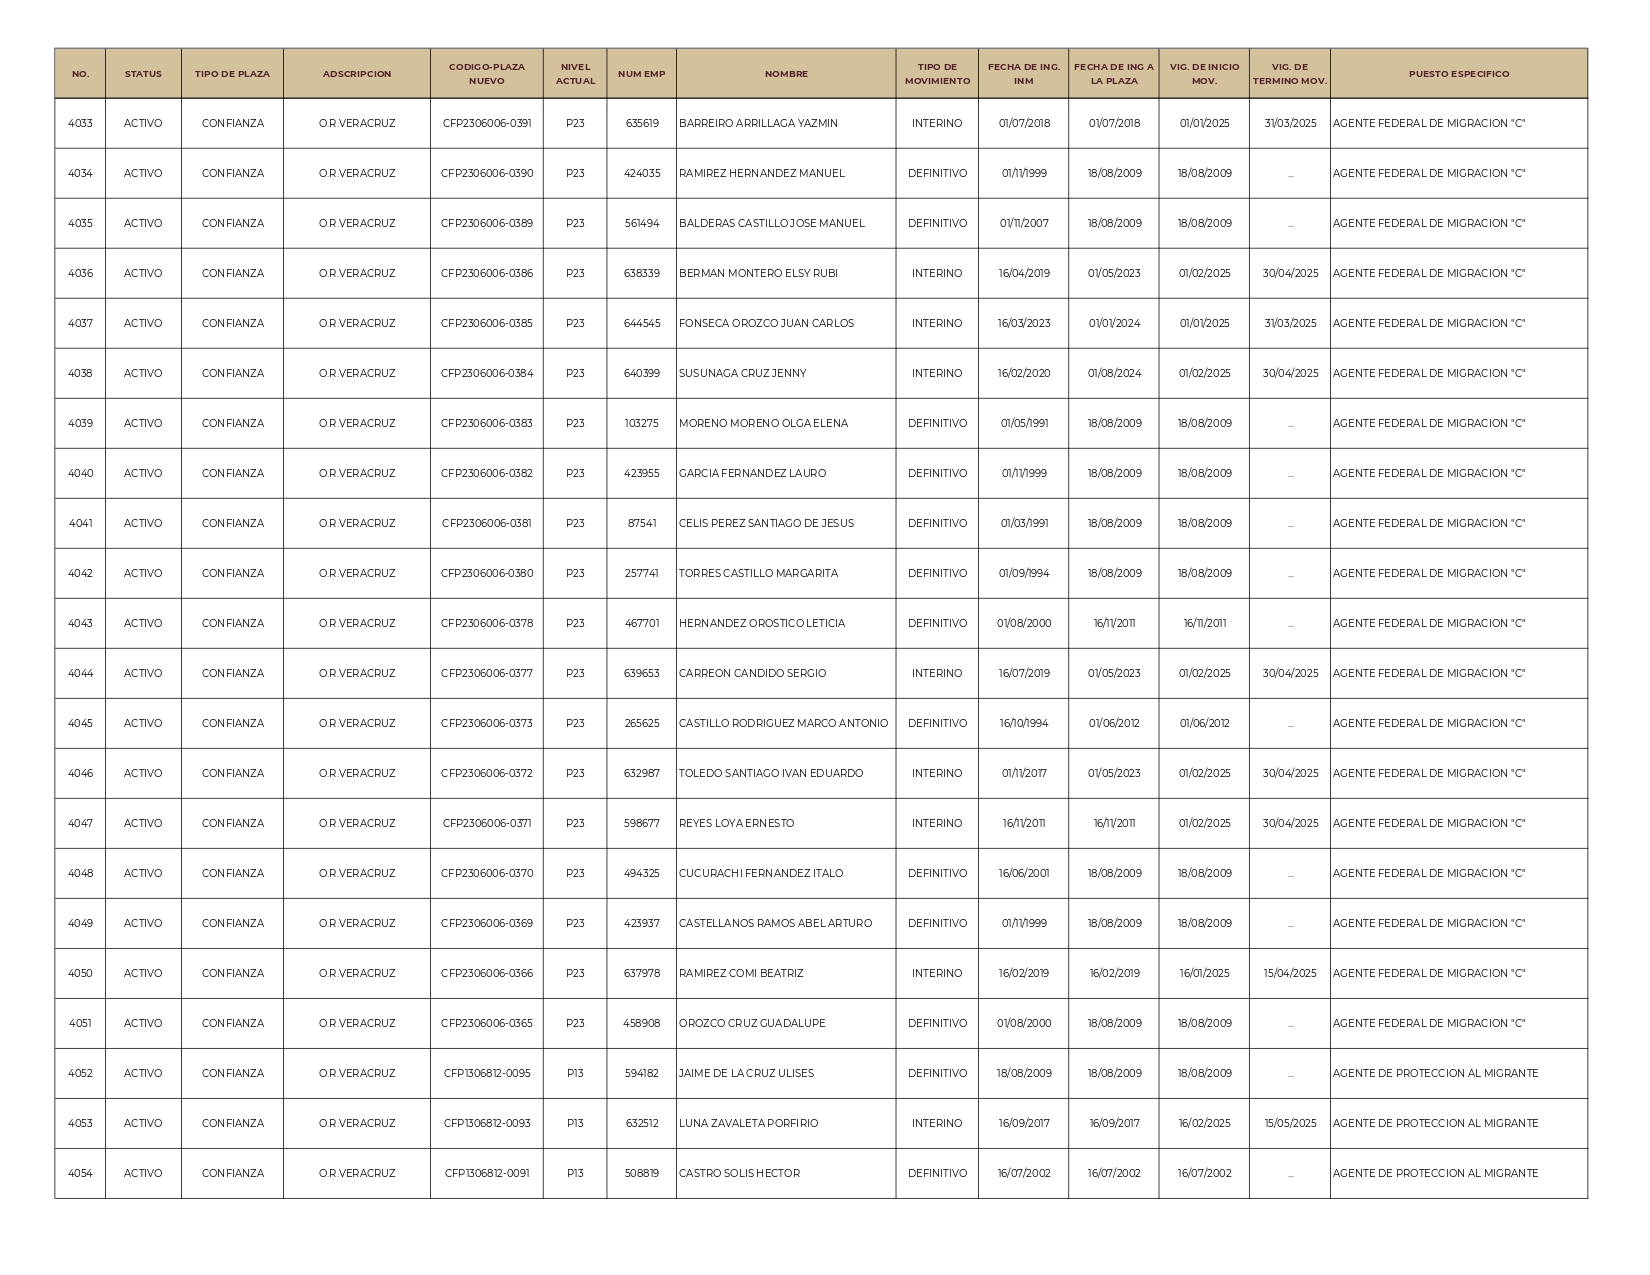 NO. STATUS TIPO DE PLAZA ADSCRIPCION CODIGO-PLAZA NUEVO NIVEL ACTUAL NUM EMP NOMBRE TIPO DE MOVIMIENTO FECHA DE ING. INM FECHA DE ING A LA PLAZA VIG. DE INICIO MOV. VIG. DE TERMINO MOV. PUESTO ESPECIFICO
4033 ACTIVO CONFIANZA O.R.VERACRUZ CFP2306006-0391 P23 635619 BARREIRO ARRILLAGA YAZMIN INTERINO 01/07/2018 01/07/2018 01/01/2025 31/03/2025 AGENTE FEDERAL DE MIGRACION "C"
4034 ACTIVO CONFIANZA O.R.VERACRUZ CFP2306006-0390 P23 424035 RAMIREZ HERNANDEZ MANUEL DEFINITIVO 01/11/1999 18/08/2009 18/08/2009 ... AGENTE FEDERAL DE MIGRACION "C"
4035 ACTIVO CONFIANZA O.R.VERACRUZ CFP2306006-0389 P23 561494 BALDERAS CASTILLO JOSE MANUEL DEFINITIVO 01/11/2007 18/08/2009 18/08/2009 ... AGENTE FEDERAL DE MIGRACION "C"
4036 ACTIVO CONFIANZA O.R.VERACRUZ CFP2306006-0386 P23 638339 BERMAN MONTERO ELSY RUBI INTERINO 16/04/2019 01/05/2023 01/02/2025 30/04/2025 AGENTE FEDERAL DE MIGRACION "C"
4037 ACTIVO CONFIANZA O.R.VERACRUZ CFP2306006-0385 P23 644545 FONSECA OROZCO JUAN CARLOS INTERINO 16/03/2023 01/01/2024 01/01/2025 31/03/2025 AGENTE FEDERAL DE MIGRACION "C"
4038 ACTIVO CONFIANZA O.R.VERACRUZ CFP2306006-0384 P23 640399 SUSUNAGA CRUZ JENNY INTERINO 16/02/2020 01/08/2024 01/02/2025 30/04/2025 AGENTE FEDERAL DE MIGRACION "C"
4039 ACTIVO CONFIANZA O.R.VERACRUZ CFP2306006-0383 P23 103275 MORENO MORENO OLGA ELENA DEFINITIVO 01/05/1991 18/08/2009 18/08/2009 ... AGENTE FEDERAL DE MIGRACION "C"
4040 ACTIVO CONFIANZA O.R.VERACRUZ CFP2306006-0382 P23 423955 GARCIA FERNANDEZ LAURO DEFINITIVO 01/11/1999 18/08/2009 18/08/2009 ... AGENTE FEDERAL DE MIGRACION "C"
4041 ACTIVO CONFIANZA O.R.VERACRUZ CFP2306006-0381 P23 87541 CELIS PEREZ SANTIAGO DE JESUS DEFINITIVO 01/03/1991 18/08/2009 18/08/2009 ... AGENTE FEDERAL DE MIGRACION "C"
4042 ACTIVO CONFIANZA O.R.VERACRUZ CFP2306006-0380 P23 257741 TORRES CASTILLO MARGARITA DEFINITIVO 01/09/1994 18/08/2009 18/08/2009 ... AGENTE FEDERAL DE MIGRACION "C"
4043 ACTIVO CONFIANZA O.R.VERACRUZ CFP2306006-0378 P23 467701 HERNANDEZ OROSTICO LETICIA DEFINITIVO 01/08/2000 16/11/2011 16/11/2011 ... AGENTE FEDERAL DE MIGRACION "C"
4044 ACTIVO CONFIANZA O.R.VERACRUZ CFP2306006-0377 P23 639653 CARREON CANDIDO SERGIO INTERINO 16/07/2019 01/05/2023 01/02/2025 30/04/2025 AGENTE FEDERAL DE MIGRACION "C"
4045 ACTIVO CONFIANZA O.R.VERACRUZ CFP2306006-0373 P23 265625 CASTILLO RODRIGUEZ MARCO ANTONIO DEFINITIVO 16/10/1994 01/06/2012 01/06/2012 ... AGENTE FEDERAL DE MIGRACION "C"
4046 ACTIVO CONFIANZA O.R.VERACRUZ CFP2306006-0372 P23 632987 TOLEDO SANTIAGO IVAN EDUARDO INTERINO 01/11/2017 01/05/2023 01/02/2025 30/04/2025 AGENTE FEDERAL DE MIGRACION "C"
4047 ACTIVO CONFIANZA O.R.VERACRUZ CFP2306006-0371 P23 598677 REYES LOYA ERNESTO INTERINO 16/11/2011 16/11/2011 01/02/2025 30/04/2025 AGENTE FEDERAL DE MIGRACION "C"
4048 ACTIVO CONFIANZA O.R.VERACRUZ CFP2306006-0370 P23 494325 CUCURACHI FERNANDEZ ITALO DEFINITIVO 16/06/2001 18/08/2009 18/08/2009 ... AGENTE FEDERAL DE MIGRACION "C"
4049 ACTIVO CONFIANZA O.R.VERACRUZ CFP2306006-0369 P23 423937 CASTELLANOS RAMOS ABEL ARTURO DEFINITIVO 01/11/1999 18/08/2009 18/08/2009 ... AGENTE FEDERAL DE MIGRACION "C"
4050 ACTIVO CONFIANZA O.R.VERACRUZ CFP2306006-0366 P23 637978 RAMIREZ COMI BEATRIZ INTERINO 16/02/2019 16/02/2019 16/01/2025 15/04/2025 AGENTE FEDERAL DE MIGRACION "C"
4051 ACTIVO CONFIANZA O.R.VERACRUZ CFP2306006-0365 P23 458908 OROZCO CRUZ GUADALUPE DEFINITIVO 01/08/2000 18/08/2009 18/08/2009 ... AGENTE FEDERAL DE MIGRACION "C"
4052 ACTIVO CONFIANZA O.R.VERACRUZ CFP1306812-0095 P13 594182 JAIME DE LA CRUZ ULISES DEFINITIVO 18/08/2009 18/08/2009 18/08/2009 ... AGENTE DE PROTECCION AL MIGRANTE
4053 ACTIVO CONFIANZA O.R.VERACRUZ CFP1306812-0093 P13 632512 LUNA ZAVALETA PORFIRIO INTERINO 16/09/2017 16/09/2017 16/02/2025 15/05/2025 AGENTE DE PROTECCION AL MIGRANTE
4054 ACTIVO CONFIANZA O.R.VERACRUZ CFP1306812-0091 P13 508819 CASTRO SOLIS HECTOR DEFINITIVO 16/07/2002 16/07/2002 16/07/2002 ... AGENTE DE PROTECCION AL MIGRANTE